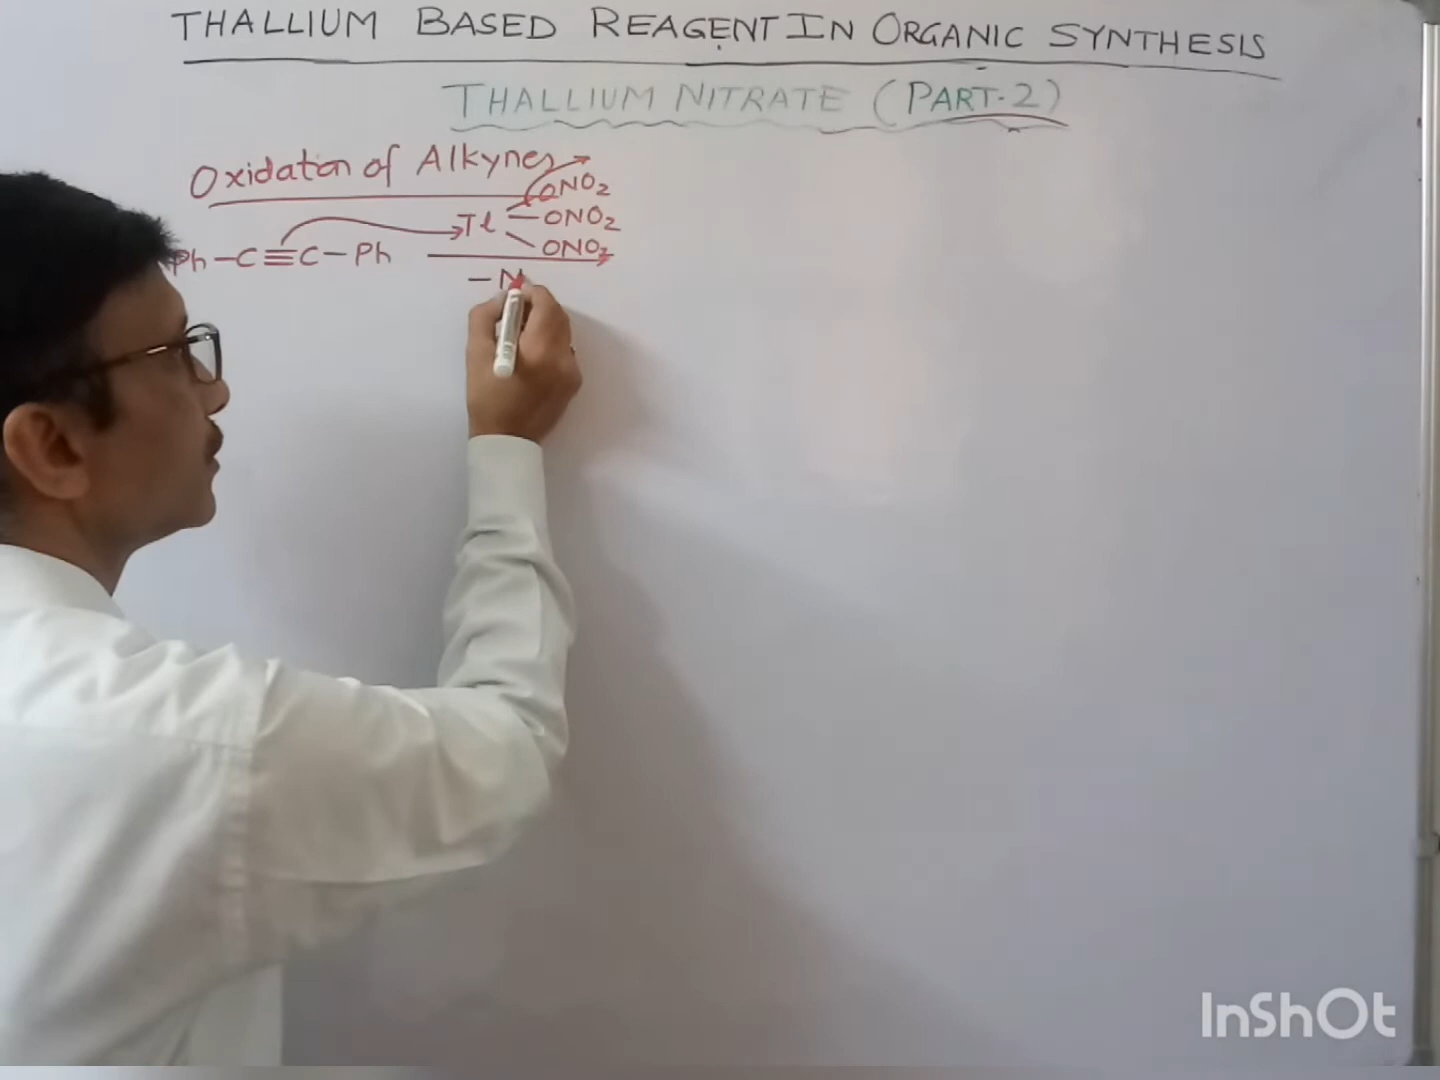 THALLIUM BASED REAGENT IN ORGANIC SYNTHESIS
THALLIUM NITRATE (PART-2)
Oxidation of Alkynes
ONO2
Tl ONO2
ONO2
Ph-C≡C-Ph
-N
InShOt